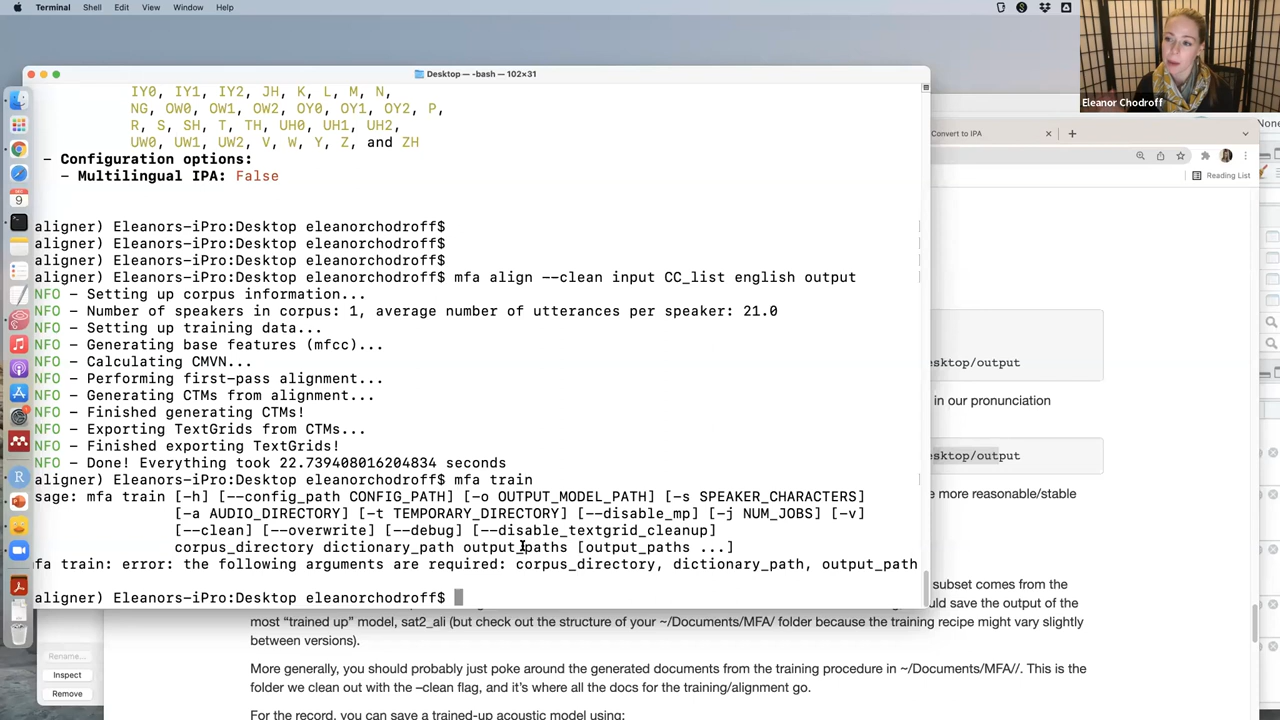 Terminal Shell Edit View Window Help
Eleanor Chodroff
Desktop — -bash — 102×31
IY0, IY1, IY2, JH, K, L, M, N,
NG, OW0, OW1, OW2, OY0, OY1, OY2, P,
R, S, SH, T, TH, UH0, UH1, UH2,
UW0, UW1, UW2, V, W, Y, Z, and ZH
- Configuration options:
- Multilingual IPA: False
aligner) Eleanors-iPro:Desktop eleanorchodroff$
aligner) Eleanors-iPro:Desktop eleanorchodroff$
aligner) Eleanors-iPro:Desktop eleanorchodroff$
aligner) Eleanors-iPro:Desktop eleanorchodroff$ mfa align --clean input CC_list english output
NFO - Setting up corpus information...
NFO - Number of speakers in corpus: 1, average number of utterances per speaker: 21.0
NFO - Setting up training data...
NFO - Generating base features (mfcc)...
NFO - Calculating CMVN...
NFO - Performing first-pass alignment...
NFO - Generating CTMs from alignment...
NFO - Finished generating CTMs!
NFO - Exporting TextGrids from CTMs...
NFO - Finished exporting TextGrids!
NFO - Done! Everything took 22.739408016204834 seconds
aligner) Eleanors-iPro:Desktop eleanorchodroff$ mfa train
sage: mfa train [-h] [--config_path CONFIG_PATH] [-o OUTPUT_MODEL_PATH] [-s SPEAKER_CHARACTERS]
[-a AUDIO_DIRECTORY] [-t TEMPORARY_DIRECTORY] [--disable_mp] [-j NUM_JOBS] [-v]
[--clean] [--overwrite] [--debug] [--disable_textgrid_cleanup]
corpus_directory dictionary_path output_paths [output_paths ...]
fa train: error: the following arguments are required: corpus_directory, dictionary_path, output_path
aligner) Eleanors-iPro:Desktop eleanorchodroff$
Convert to IPA
None
Reading List
esktop/output
in our pronunciation
esktop/output
e more reasonable/stable
subset comes from the
uld save the output of the
most “trained up” model, sat2_ali (but check out the structure of your ~/Documents/MFA/ folder because the training recipe might vary slightly
between versions).
More generally, you should probably just poke around the generated documents from the training procedure in ~/Documents/MFA//. This is the
folder we clean out with the –clean flag, and it's where all the docs for the training/alignment go.
For the record, you can save a trained-up acoustic model using:
Rename...
Inspect
Remove
DEC
9